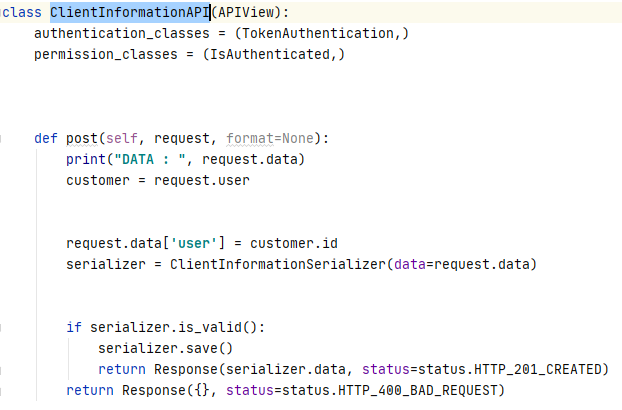 class ClientInformationAPI(APIView):
    authentication_classes = (TokenAuthentication,)
    permission_classes = (IsAuthenticated,)
    def post(self, request, format=None):
        print("DATA : ", request.data)
        customer = request.user
        request.data['user'] = customer.id
        serializer = ClientInformationSerializer(data=request.data)
        if serializer.is_valid():
            serializer.save()
            return Response(serializer.data, status=status.HTTP_201_CREATED)
        return Response({}, status=status.HTTP_400_BAD_REQUEST)